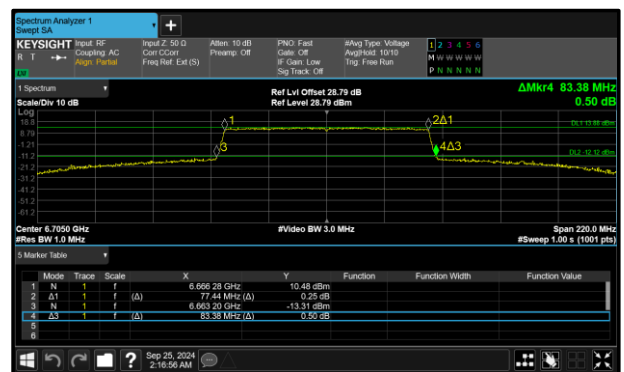 Spectrum Analyzer 1
Swept SA
+
KEYSIGHT Input: RF Input Z: 50 Ω Atten: 10 dB PNO: Fast #Avg Type: Voltage 1 2 3 4 5 6
R T Coupling: AC Corr CCorr Preamp: Off Gate: Off Avg|Hold: 10/10 M W W W W W
Align: Partial Freq Ref: Ext (S) IF Gain: Low Trig: Free Run
Sig Track: Off P N N N N N
1 Spectrum Ref Lvl Offset 28.79 dB ΔMkr4 83.38 MHz
Scale/Div 10 dB Ref Level 28.79 dBm 0.50 dB
Log
18.8 1 2Δ1 DL1 13.88 dBm
8.79
-1.21 3 4Δ3
-11.2 DL2 -12.12 dBm
-21.2
-31.2
-41.2
-51.2
-61.2
Center 6.7050 GHz #Video BW 3.0 MHz Span 220.0 MHz
#Res BW 1.0 MHz #Sweep 1.00 s (1001 pts)
5 Marker Table
Mode Trace Scale X Y Function Function Width Function Value
1 N 1 f 6.666 28 GHz 10.48 dBm
2 Δ1 1 f (Δ) 77.44 MHz (Δ) 0.25 dB
3 N 1 f 6.663 20 GHz -13.31 dBm
4 Δ3 1 f (Δ) 83.38 MHz (Δ) 0.50 dB
5
6
? Sep 25, 2024
2:16:56 AM